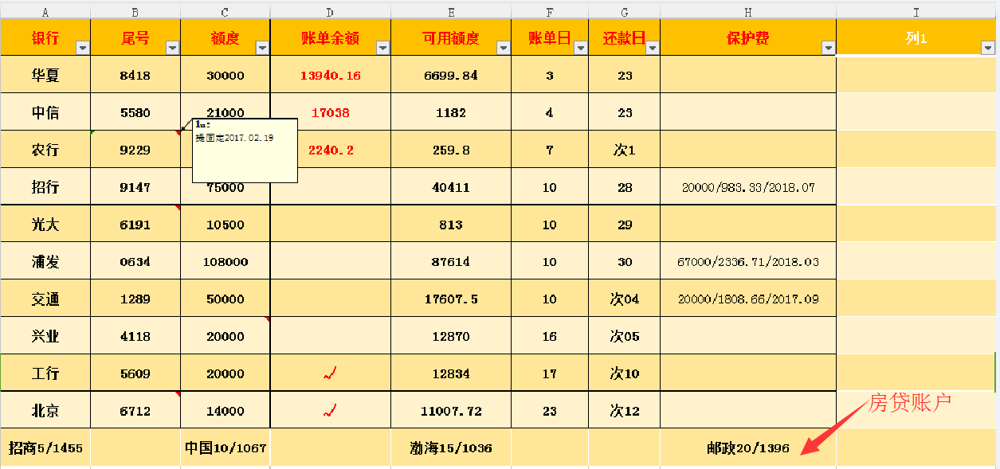 A B C D E F G H I
银行 尾号 额度 账单余额 可用额度 账单日 还款日 保护费 列1
华夏 8418 30000 13940.16 6699.84 3 23
中信 5580 21000 17038 1182 4 23
农行 9229 2240.2 259.8 7 次1
lu:
提固定2017.02.19
招行 9147 75000 40411 10 28 20000/983.33/2018.07
光大 6191 10500 813 10 29
浦发 0634 108000 87614 10 30 67000/2336.71/2018.03
交通 1289 50000 17607.5 10 次04 20000/1808.66/2017.09
兴业 4118 20000 12870 16 次05
工行 5609 20000 12834 17 次10
北京 6712 14000 11007.72 23 次12
房贷账户
招商5/1455 中国10/1067 渤海15/1036 邮政20/1396